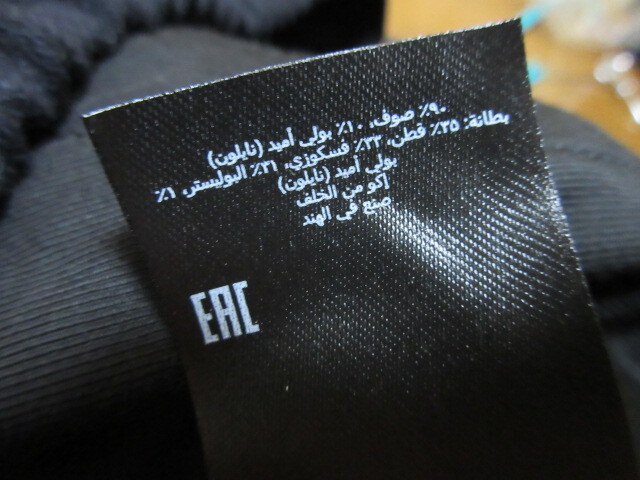 ٩٠٪ صوف، ١٠٪ بولي أميد (نايلون)
بطانة: ٣٥٪ قطن، ٣٣٪ فسكوزي، ٣١٪ البوليستر، ١٪
بولي أميد (نايلون)
اكو من الخلف
صنع في الهند
EAC